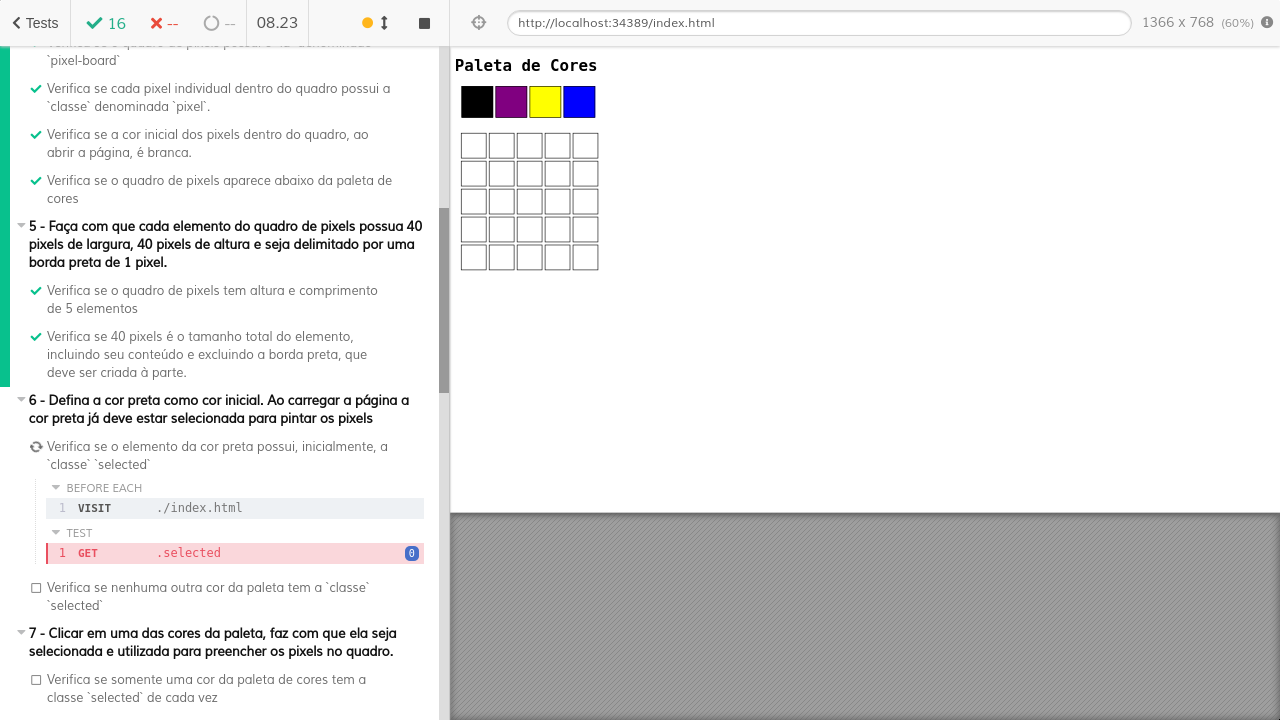 Tests
16
--
--
08.23
http://localhost:34389/index.html
1366 x 768 (60%)
`pixel-board`
Verifica se cada pixel individual dentro do quadro possui a
`classe` denominada `pixel`.
Verifica se a cor inicial dos pixels dentro do quadro, ao
abrir a página, é branca.
Verifica se o quadro de pixels aparece abaixo da paleta de
cores
5 - Faça com que cada elemento do quadro de pixels possua 40
pixels de largura, 40 pixels de altura e seja delimitado por uma
borda preta de 1 pixel.
Verifica se o quadro de pixels tem altura e comprimento
de 5 elementos
Verifica se 40 pixels é o tamanho total do elemento,
incluindo seu conteúdo e excluindo a borda preta, que
deve ser criada à parte.
6 - Defina a cor preta como cor inicial. Ao carregar a página a
cor preta já deve estar selecionada para pintar os pixels
Verifica se o elemento da cor preta possui, inicialmente, a
`classe` `selected`
BEFORE EACH
1 VISIT ./index.html
TEST
1 GET .selected 0
Verifica se nenhuma outra cor da paleta tem a `classe`
`selected`
7 - Clicar em uma das cores da paleta, faz com que ela seja
selecionada e utilizada para preencher os pixels no quadro.
Verifica se somente uma cor da paleta de cores tem a
classe `selected` de cada vez
Paleta de Cores